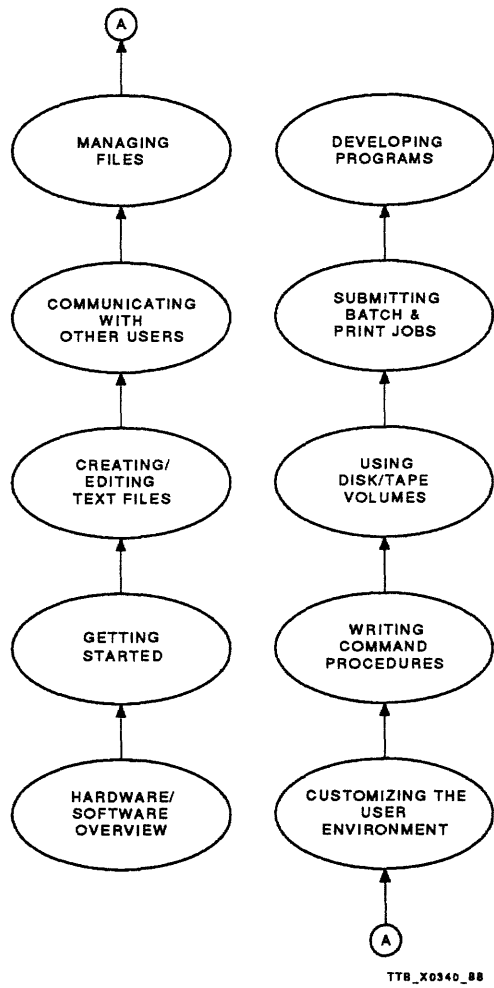 A
MANAGING
FILES
COMMUNICATING
WITH
OTHER USERS
CREATING/
EDITING
TEXT FILES
GETTING
STARTED
HARDWARE/
SOFTWARE
OVERVIEW
DEVELOPING
PROGRAMS
SUBMITTING
BATCH &
PRINT JOBS
USING
DISK/TAPE
VOLUMES
WRITING
COMMAND
PROCEDURES
CUSTOMIZING THE
USER
ENVIRONMENT
A
TTB_X0340_88